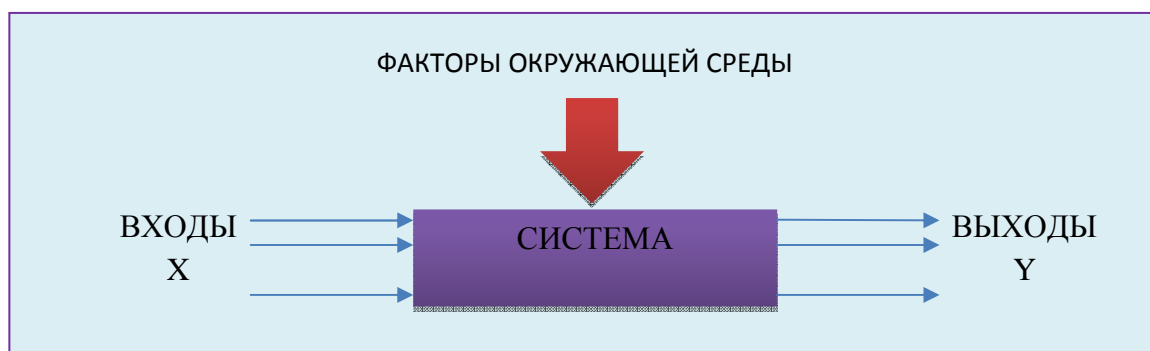 ФАКТОРЫ ОКРУЖАЮЩЕЙ СРЕДЫ
ВХОДЫ
X
СИСТЕМА
ВЫХОДЫ
Y